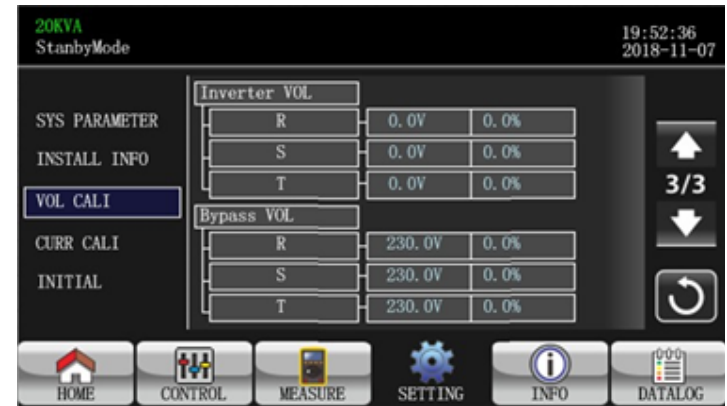 20KVA
StanbyMode
19:52:36
2018-11-07
SYS PARAMETER
INSTALL INFO
VOL CALI
CURR CALI
INITIAL
Inverter VOL
R 0.0V 0.0%
S 0.0V 0.0%
T 0.0V 0.0%
Bypass VOL
R 230.0V 0.0%
S 230.0V 0.0%
T 230.0V 0.0%
3/3
HOME CONTROL MEASURE SETTING INFO DATALOG